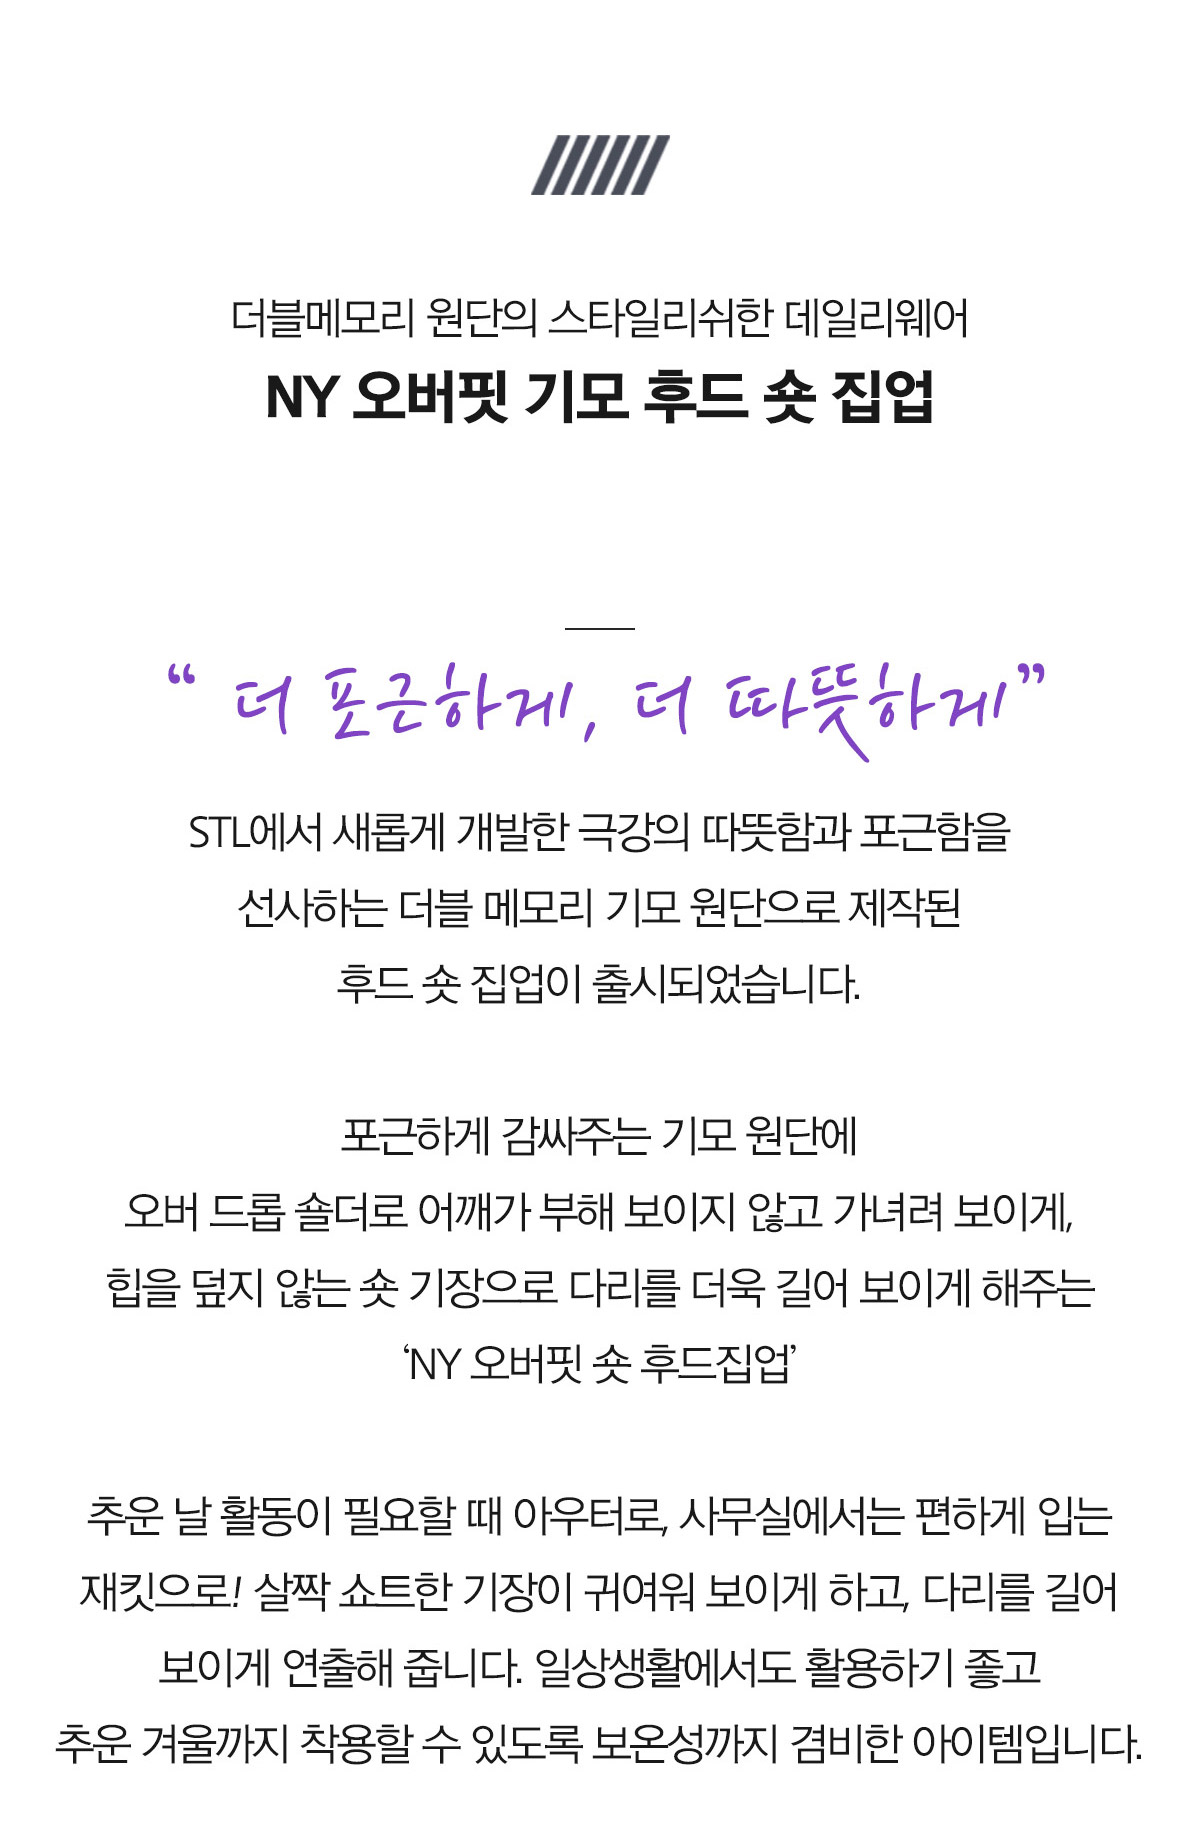 더블메모리 원단의 스타일리쉬한 데일리웨어
NY 오버핏 기모 후드 숏 집업
“ 더 포근하게, 더 따뜻하게”
STL에서 새롭게 개발한 극강의 따뜻함과 포근함을
선사하는 더블 메모리 기모 원단으로 제작된
후드 숏 집업이 출시되었습니다.
포근하게 감싸주는 기모 원단에
오버 드롭 숄더로 어깨가 부해 보이지 않고 가녀려 보이게,
힙을 덮지 않는 숏 기장으로 다리를 더욱 길어 보이게 해주는
‘NY 오버핏 숏 후드집업’
추운 날 활동이 필요할 때 아우터로, 사무실에서는 편하게 입는
재킷으로! 살짝 쇼트한 기장이 귀여워 보이게 하고, 다리를 길어
보이게 연출해 줍니다. 일상생활에서도 활용하기 좋고
추운 겨울까지 착용할 수 있도록 보온성까지 겸비한 아이템입니다.